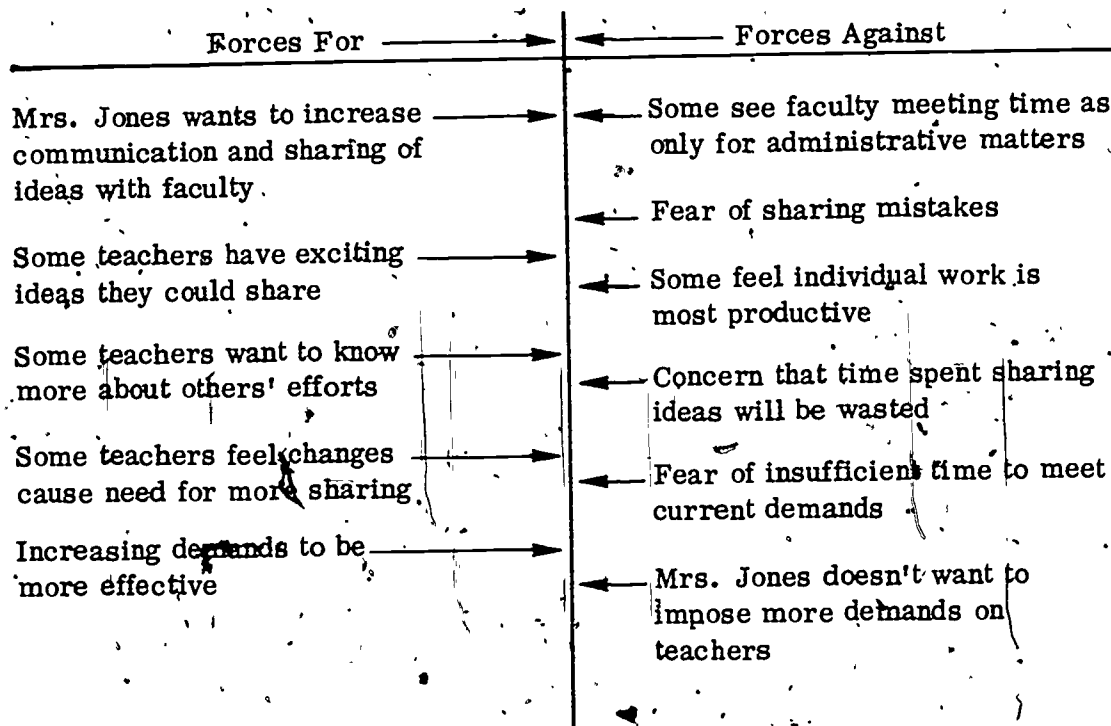 Forces For
Forces Against
Mrs. Jones wants to increase
communication and sharing of
ideas with faculty.
Some teachers have exciting
ideas they could share
Some teachers want to know
more about others' efforts
Some teachers feel changes
cause need for more sharing.
Increasing demands to be
more effective
Some see faculty meeting time as
only for administrative matters
Fear of sharing mistakes
Some feel individual work is
most productive
Concern that time spent sharing
ideas will be wasted
Fear of insufficient time to meet
current demands
Mrs. Jones doesn't want to
impose more demands on
teachers